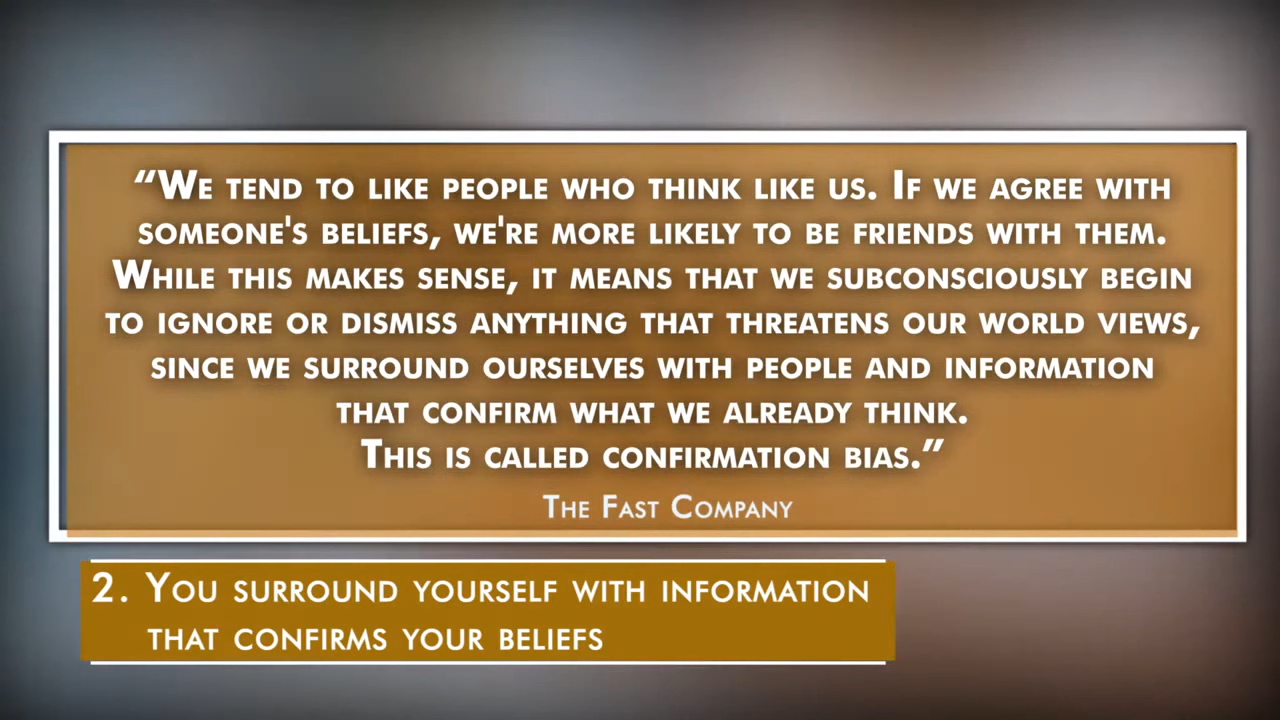 “We tend to like people who think like us. If we agree with
someone's beliefs, we're more likely to be friends with them.
While this makes sense, it means that we subconsciously begin
to ignore or dismiss anything that threatens our world views,
since we surround ourselves with people and information
that confirm what we already think.
This is called confirmation bias.”
The Fast Company
2. You surround yourself with information
that confirms your beliefs